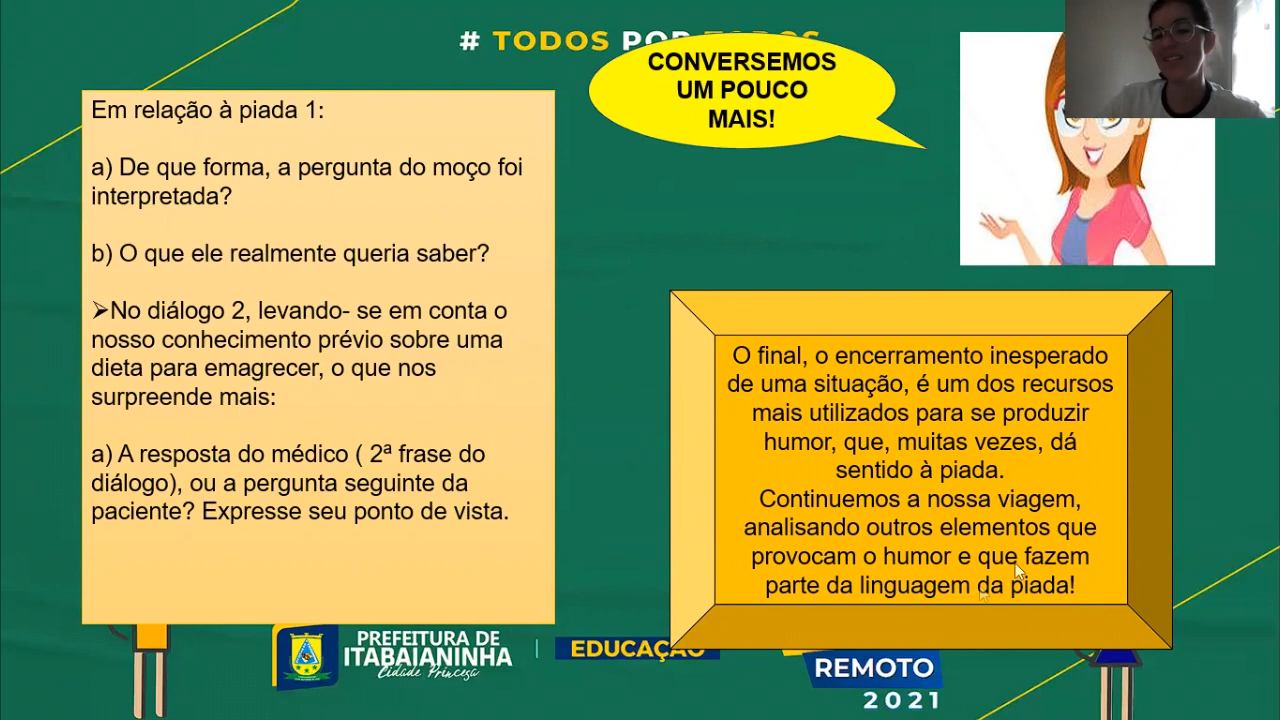 # TODOS POR TODOS
CONVERSEMOS
UM POUCO
MAIS!
Em relação à piada 1:
a) De que forma, a pergunta do moço foi
interpretada?
b) O que ele realmente queria saber?
➢No diálogo 2, levando- se em conta o
nosso conhecimento prévio sobre uma
dieta para emagrecer, o que nos
surpreende mais:
a) A resposta do médico ( 2ª frase do
diálogo), ou a pergunta seguinte da
paciente? Expresse seu ponto de vista.
O final, o encerramento inesperado
de uma situação, é um dos recursos
mais utilizados para se produzir
humor, que, muitas vezes, dá
sentido à piada.
Continuemos a nossa viagem,
analisando outros elementos que
provocam o humor e que fazem
parte da linguagem da piada!
PREFEITURA DE
ITABAIANINHA
Cidade Princesa
EDUCAÇÃO
REMOTO
2021